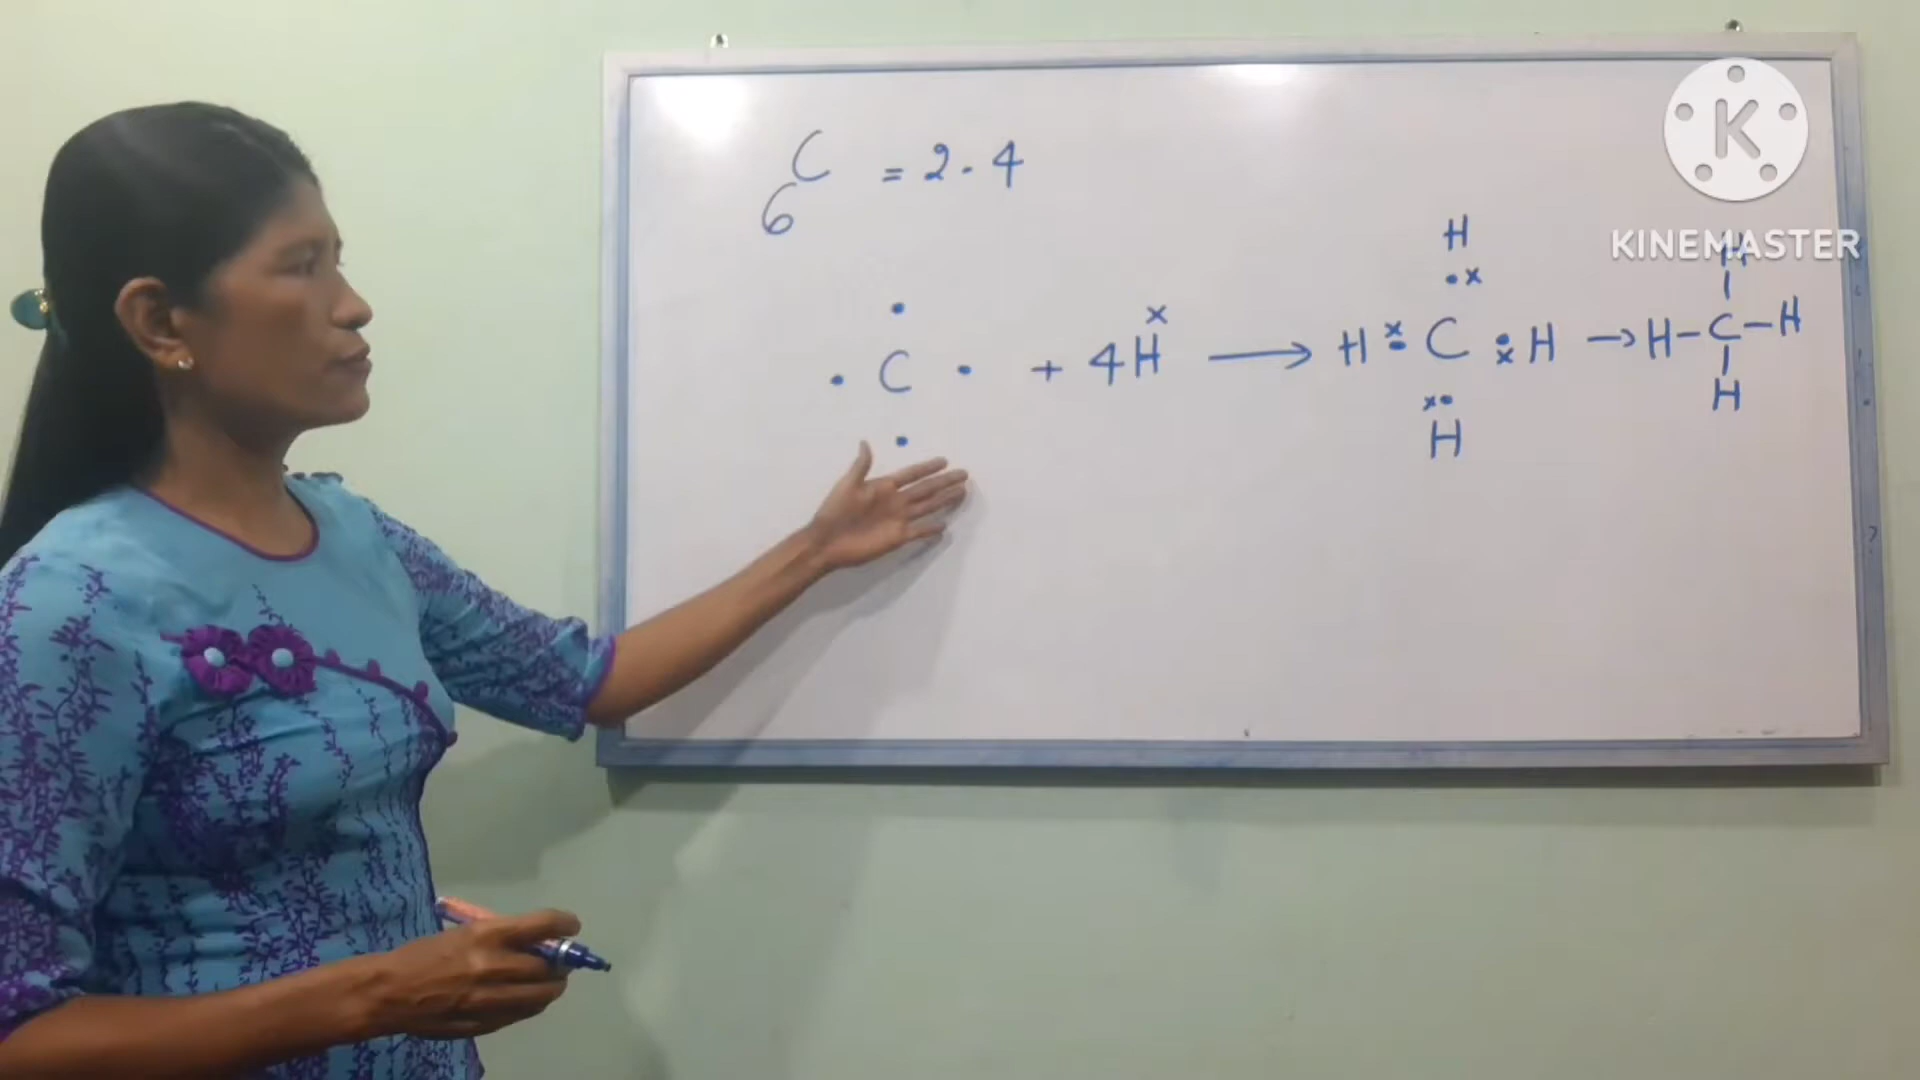 ₆C = 2.4
H
•x
•
• C • + 4H ⟶ H x• C •x H → H–C–H
x
•
x•
H
H
|
|
H
K
KINEMASTER